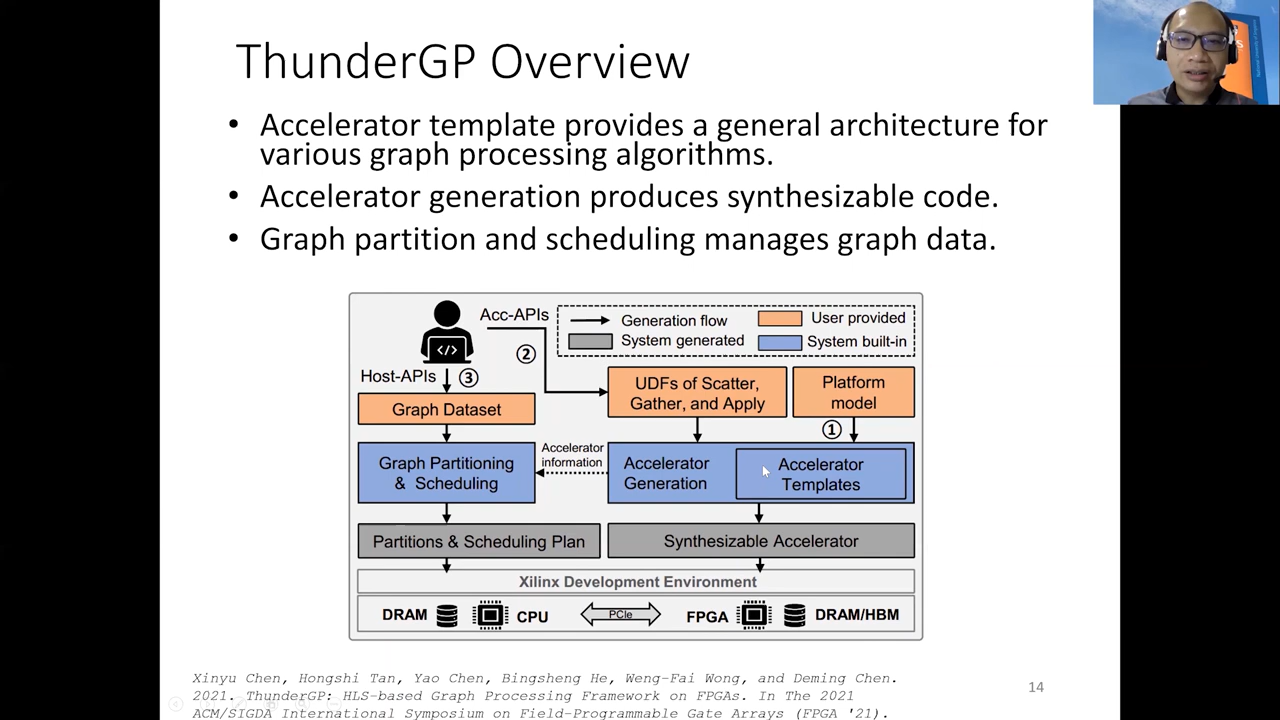 ThunderGP Overview
• Accelerator template provides a general architecture for
various graph processing algorithms.
• Accelerator generation produces synthesizable code.
• Graph partition and scheduling manages graph data.
Acc-APIs
Generation flow
User provided
System generated
System built-in
②
Host-APIs
③
UDFs of Scatter,
Gather, and Apply
Platform
model
Graph Dataset
①
Graph Partitioning
& Scheduling
Accelerator
information
Accelerator
Generation
Accelerator
Templates
Partitions & Scheduling Plan
Synthesizable Accelerator
Xilinx Development Environment
DRAM
CPU
PCIe
FPGA
DRAM/HBM
Xinyu Chen, Hongshi Tan, Yao Chen, Bingsheng He, Weng-Fai Wong, and Deming Chen.
2021. ThunderGP: HLS-based Graph Processing Framework on FPGAs. In The 2021
ACM/SIGDA International Symposium on Field-Programmable Gate Arrays (FPGA '21).
14